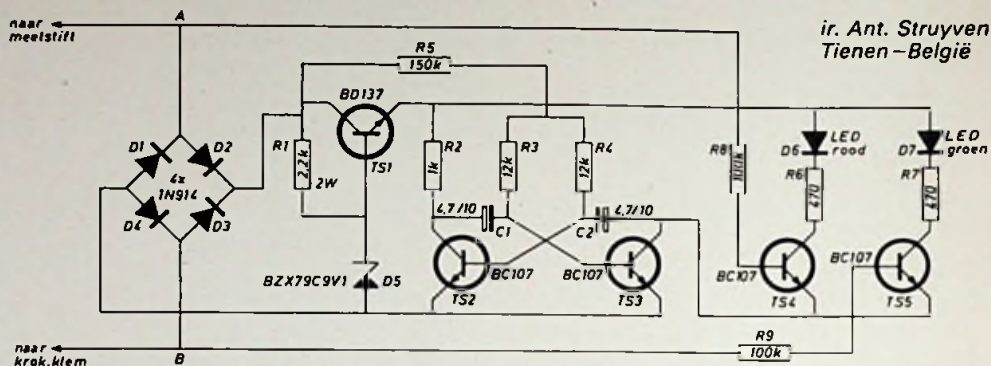 naar
meetstift
A
ir. Ant. Struyven
Tienen–België
R5
150k
BD137
TS1
D1
D2
4x
1N914
D4
D3
R1
2,2k
2W
R2
1k
R3
12k
R4
12k
R8
100k
LED
rood
D6
R6
470
LED
groen
D7
R7
470
4,7/10
C1
C2
4,7/10
BZX79C9V1
D5
BC107
TS2
BC107
TS3
BC107
TS4
BC107
TS5
R9
100k
naar
krok.klem
B